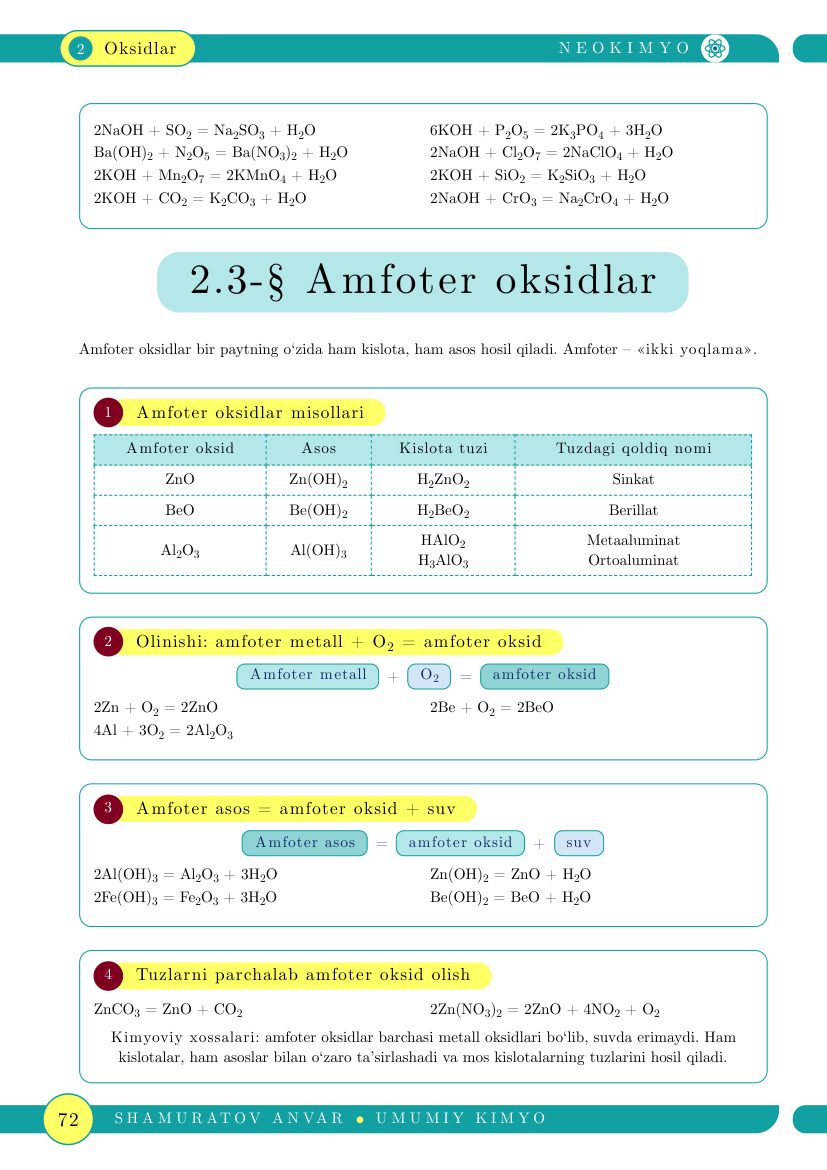 2 Oksidlar
NEOKIMYO
2NaOH + SO₂ = Na₂SO₃ + H₂O
Ba(OH)₂ + N₂O₅ = Ba(NO₃)₂ + H₂O
2KOH + Mn₂O₇ = 2KMnO₄ + H₂O
2KOH + CO₂ = K₂CO₃ + H₂O
6KOH + P₂O₅ = 2K₃PO₄ + 3H₂O
2NaOH + Cl₂O₇ = 2NaClO₄ + H₂O
2KOH + SiO₂ = K₂SiO₃ + H₂O
2NaOH + CrO₃ = Na₂CrO₄ + H₂O
2.3-§ Amfoter oksidlar
Amfoter oksidlar bir paytning o‘zida ham kislota, ham asos hosil qiladi. Amfoter – «ikki yoqlama».
1 Amfoter oksidlar misollari
Amfoter oksid Asos Kislota tuzi Tuzdagi qoldiq nomi
ZnO Zn(OH)₂ H₂ZnO₂ Sinkat
BeO Be(OH)₂ H₂BeO₂ Berillat
Al₂O₃ Al(OH)₃ HAlO₂ Metaaluminat
H₃AlO₃ Ortoaluminat
2 Olinishi: amfoter metall + O₂ = amfoter oksid
Amfoter metall + O₂ = amfoter oksid
2Zn + O₂ = 2ZnO
4Al + 3O₂ = 2Al₂O₃
2Be + O₂ = 2BeO
3 Amfoter asos = amfoter oksid + suv
Amfoter asos = amfoter oksid + suv
2Al(OH)₃ = Al₂O₃ + 3H₂O
2Fe(OH)₃ = Fe₂O₃ + 3H₂O
Zn(OH)₂ = ZnO + H₂O
Be(OH)₂ = BeO + H₂O
4 Tuzlarni parchalab amfoter oksid olish
ZnCO₃ = ZnO + CO₂
2Zn(NO₃)₂ = 2ZnO + 4NO₂ + O₂
Kimyoviy xossalari: amfoter oksidlar barchasi metall oksidlari bo‘lib, suvda erimaydi. Ham
kislotalar, ham asoslar bilan o‘zaro ta’sirlashadi va mos kislotalarning tuzlarini hosil qiladi.
72 SHAMURATOV ANVAR ● UMUMIY KIMYO